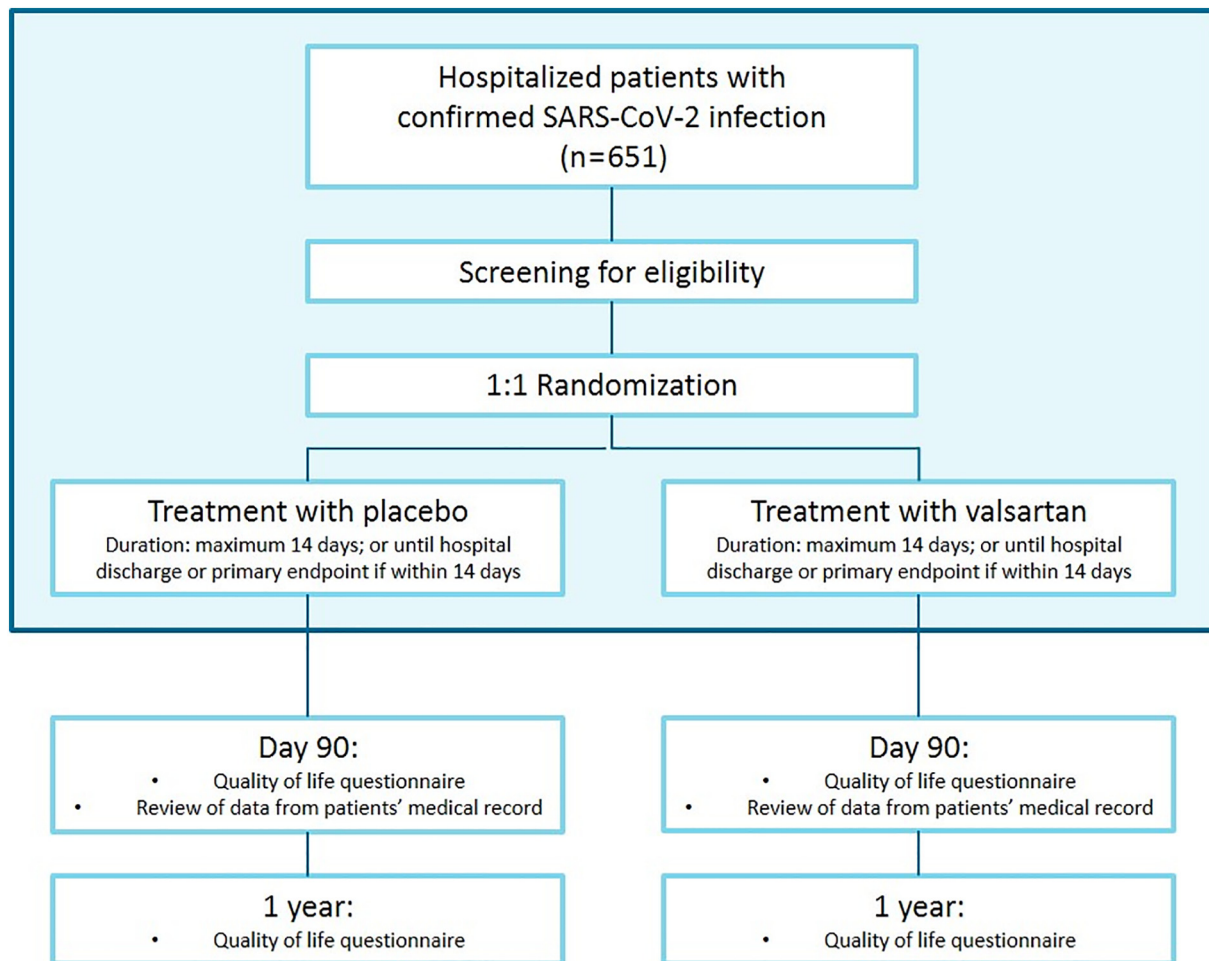 Hospitalized patients with
confirmed SARS-CoV-2 infection
(n=651)
Screening for eligibility
1:1 Randomization
Treatment with placebo
Duration: maximum 14 days; or until hospital
discharge or primary endpoint if within 14 days
Treatment with valsartan
Duration: maximum 14 days; or until hospital
discharge or primary endpoint if within 14 days
Day 90:
• Quality of life questionnaire
• Review of data from patients’ medical record
Day 90:
• Quality of life questionnaire
• Review of data from patients’ medical record
1 year:
• Quality of life questionnaire
1 year:
• Quality of life questionnaire